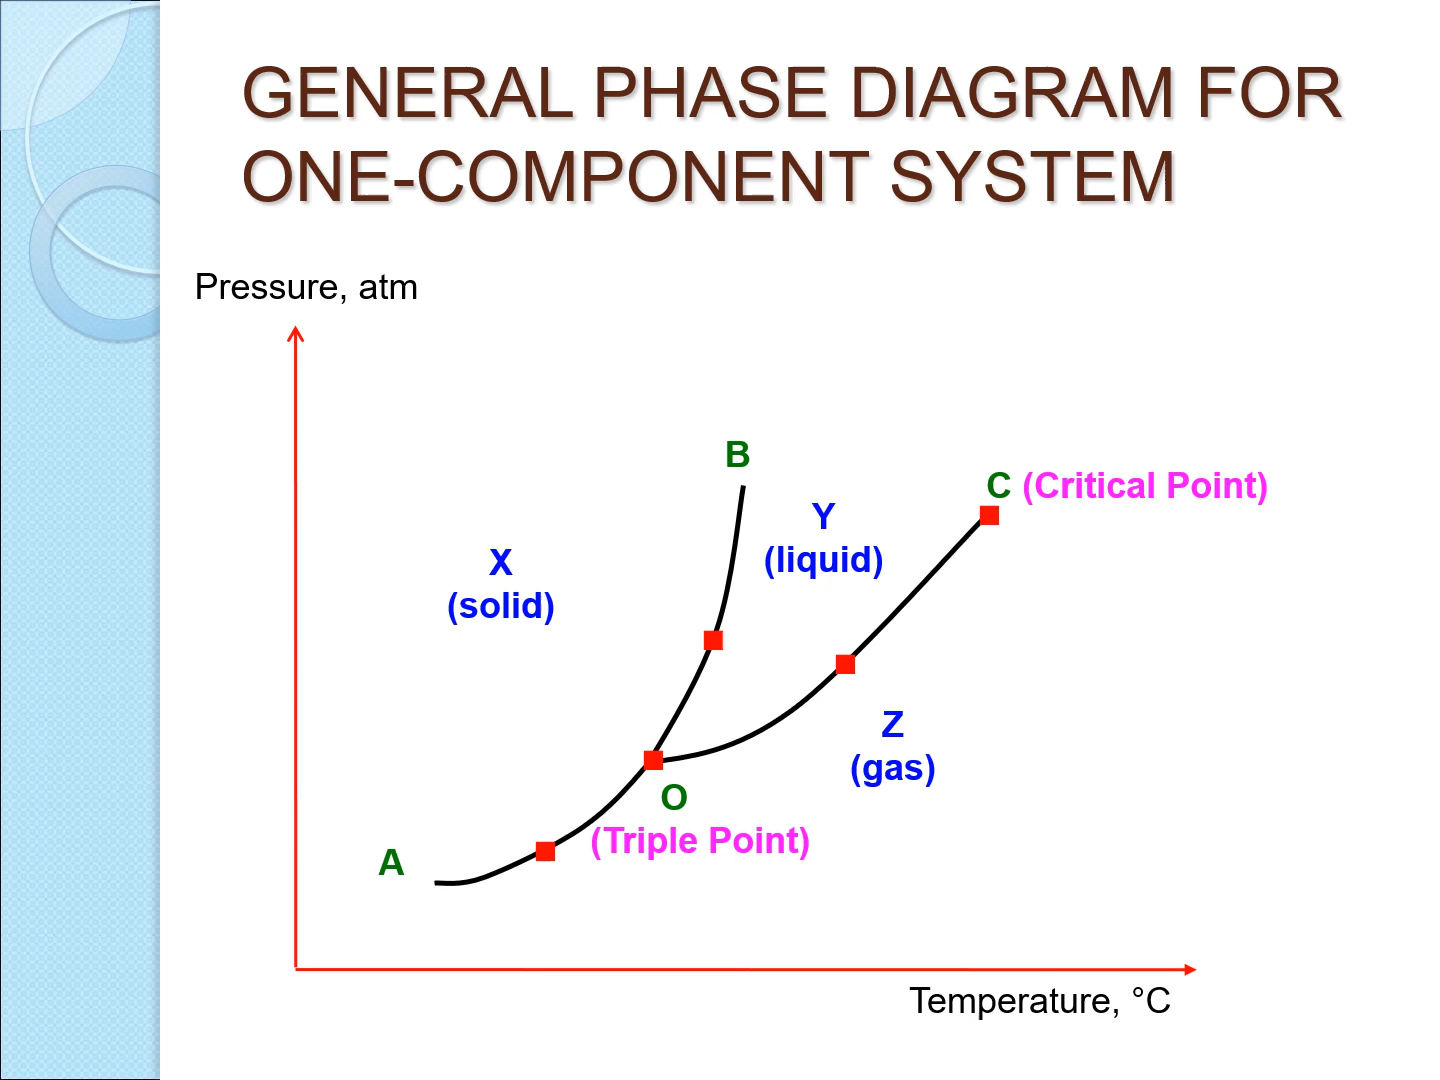 GENERAL PHASE DIAGRAM FOR
ONE-COMPONENT SYSTEM
Pressure, atm
B
C (Critical Point)
Y
(liquid)
X
(solid)
Z
(gas)
O
(Triple Point)
A
Temperature, °C